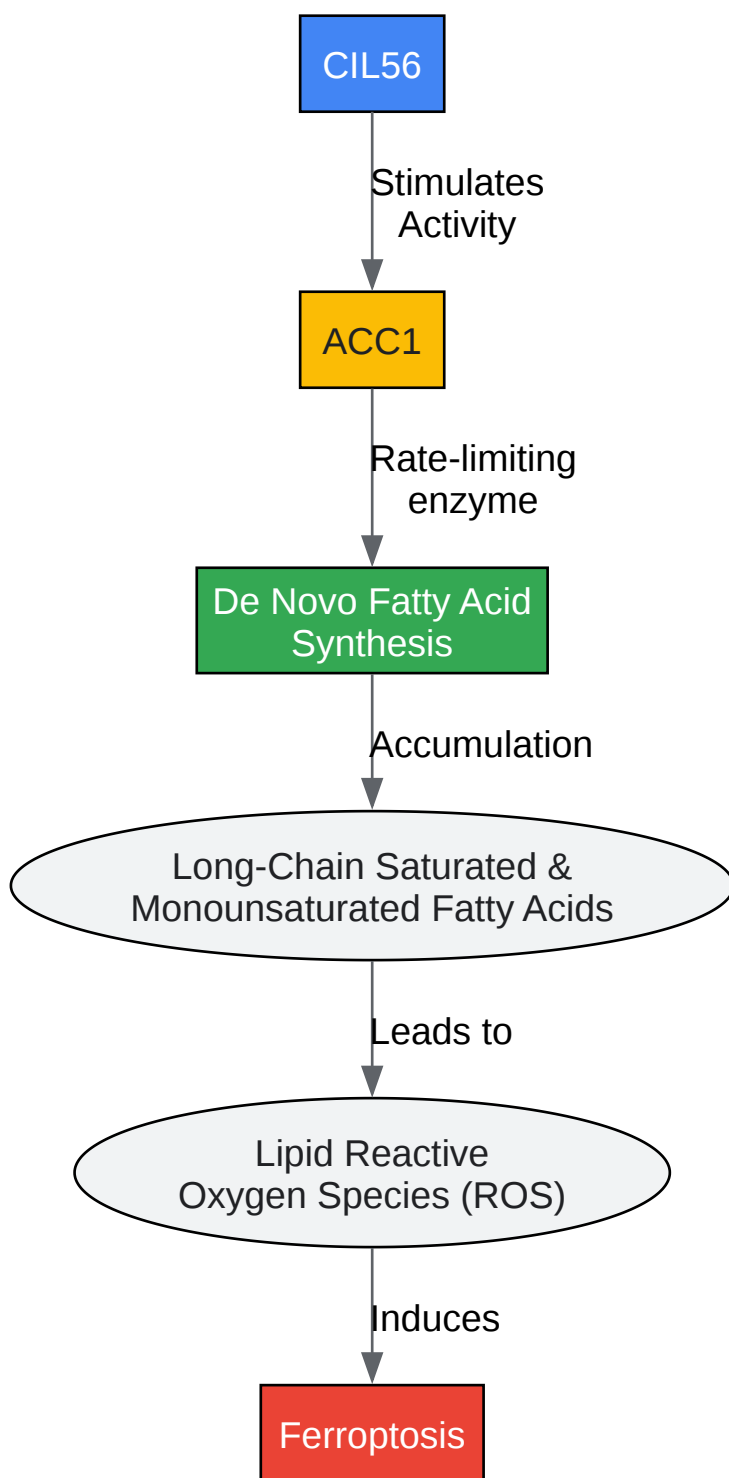 CIL56
Stimulates
Activity
ACC1
Rate-limiting
enzyme
De Novo Fatty Acid
Synthesis
Accumulation
Long-Chain Saturated &
Monounsaturated Fatty Acids
Leads to
Lipid Reactive
Oxygen Species (ROS)
Induces
Ferroptosis